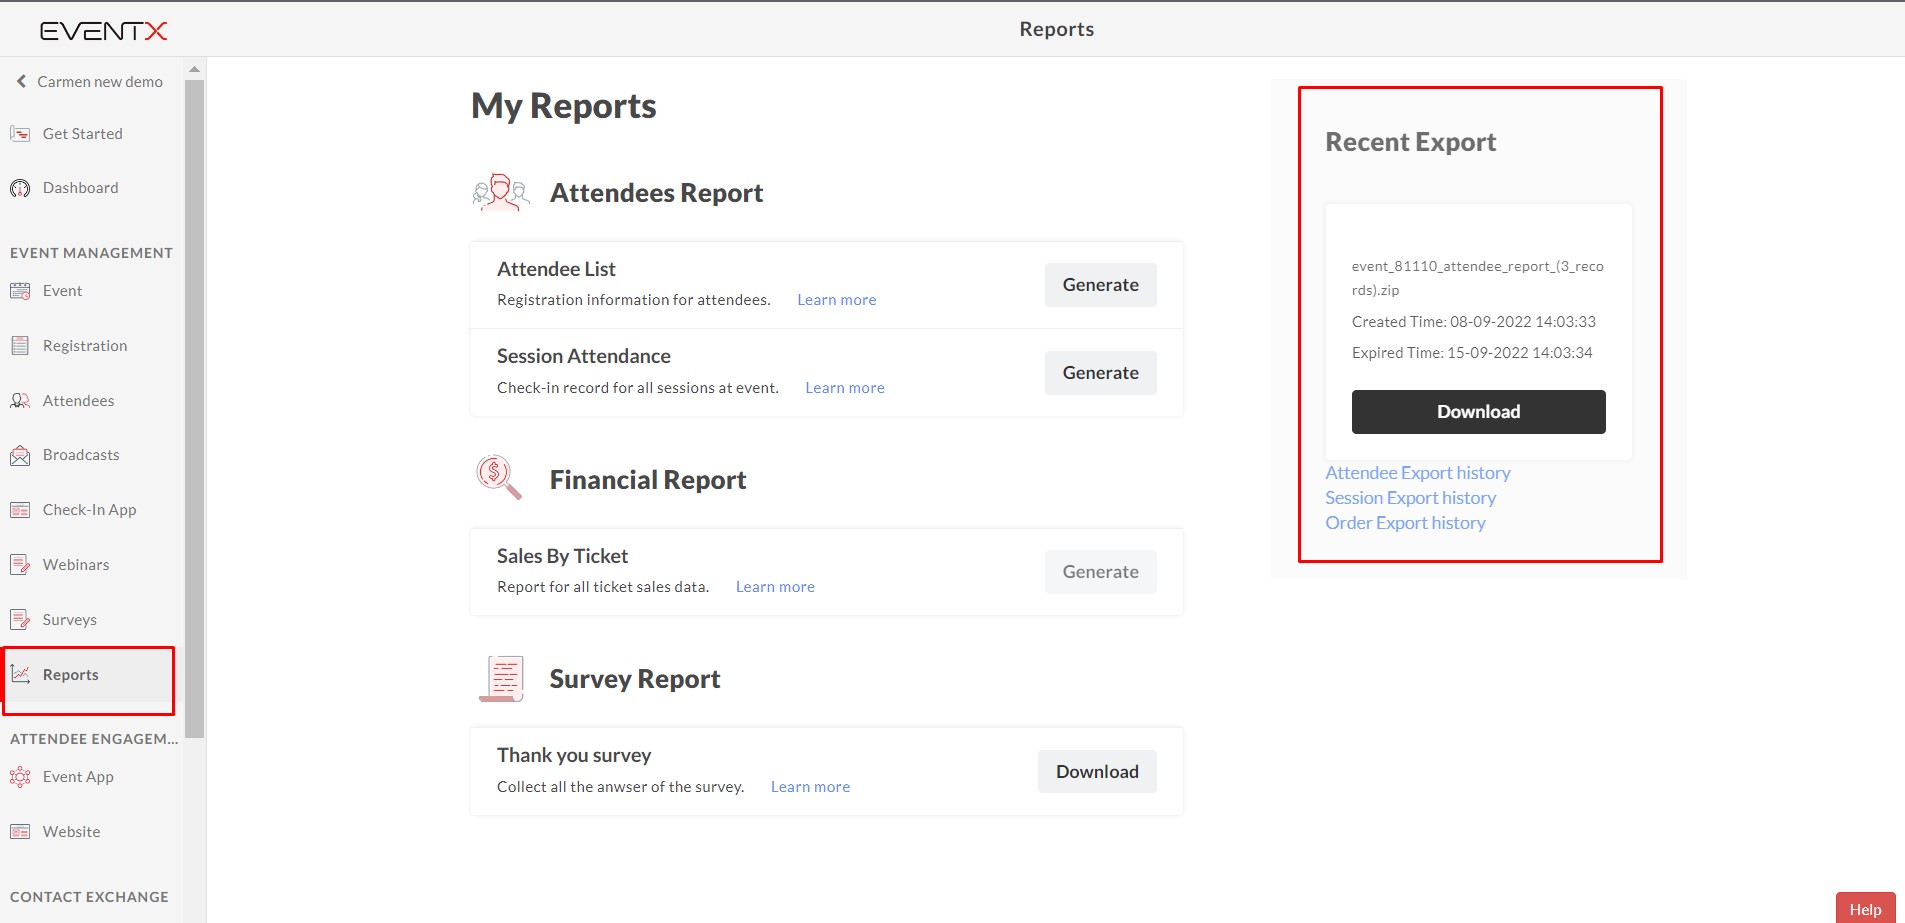 EVENTX
Reports
Carmen new demo
Get Started
Dashboard
EVENT MANAGEMENT
Event
Registration
Attendees
Broadcasts
Check-In App
Webinars
Surveys
Reports
ATTENDEE ENGAGEM...
Event App
Website
CONTACT EXCHANGE
My Reports
Attendees Report
Attendee List
Registration information for attendees. Learn more
Generate
Session Attendance
Check-in record for all sessions at event. Learn more
Generate
Financial Report
Sales By Ticket
Report for all ticket sales data. Learn more
Generate
Survey Report
Thank you survey
Collect all the anwser of the survey. Learn more
Download
Recent Export
event_81110_attendee_report_(3_reco
rds).zip
Created Time: 08-09-2022 14:03:33
Expired Time: 15-09-2022 14:03:34
Download
Attendee Export history
Session Export history
Order Export history
Help